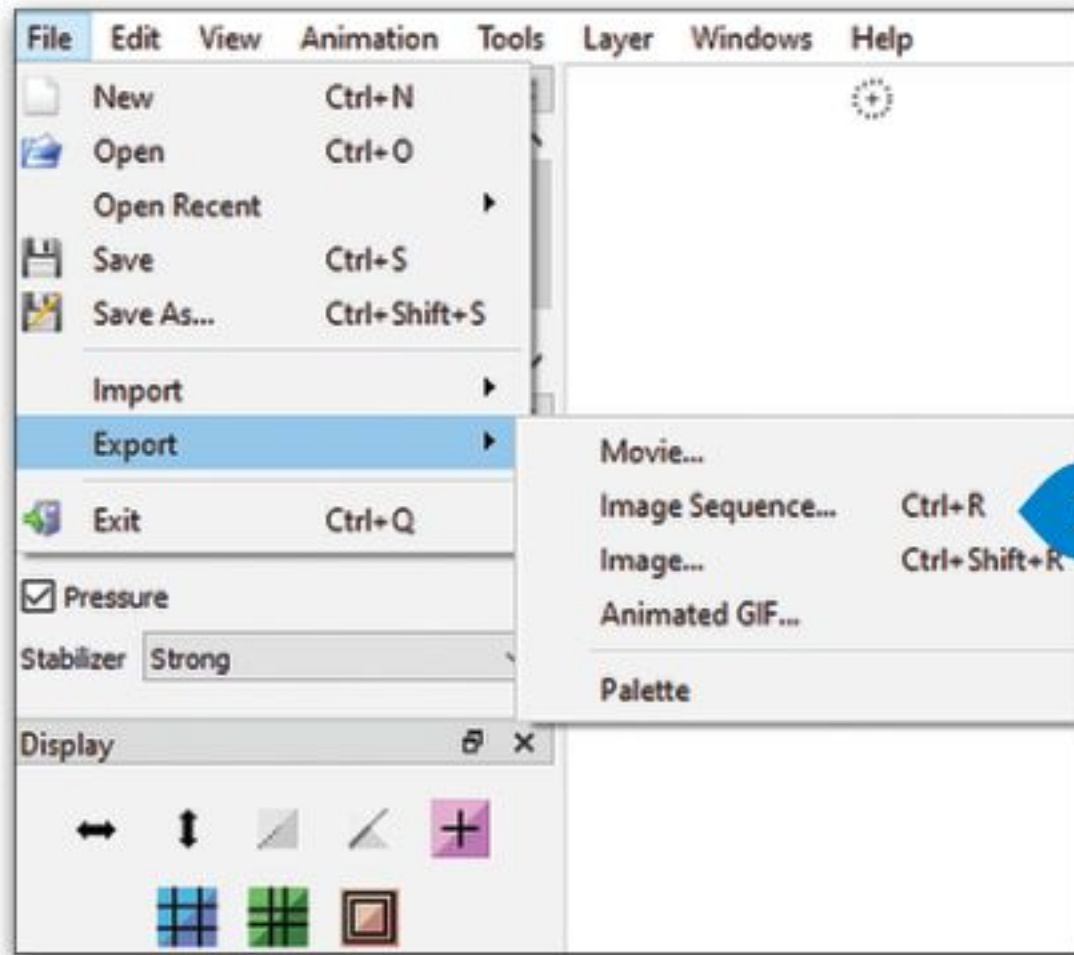 File Edit View Animation Tools Layer Windows Help
New Ctrl+N
Open Ctrl+O
Open Recent
Save Ctrl+S
Save As... Ctrl+Shift+S
Import
Export
Movie...
Image Sequence... Ctrl+R
Exit Ctrl+Q
Image... Ctrl+Shift+R
Animated GIF...
Palette
Pressure
Stabilizer Strong
Display